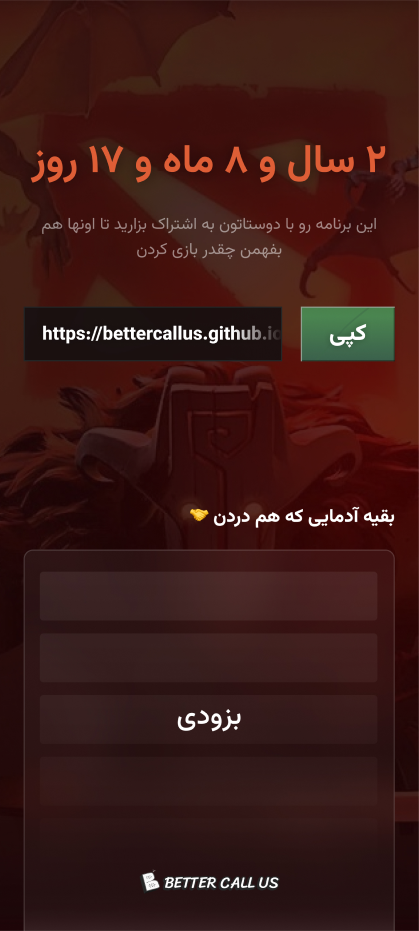 ۲ سال و ۸ ماه و ۱۷ روز
این برنامه رو با دوستاتون به اشتراک بزارید تا اونها هم
بفهمن چقدر بازی کردن
کپی
https://bettercallus.github.io
بقیه آدمایی که هم دردن 🤝
بزودی
BETTER CALL US